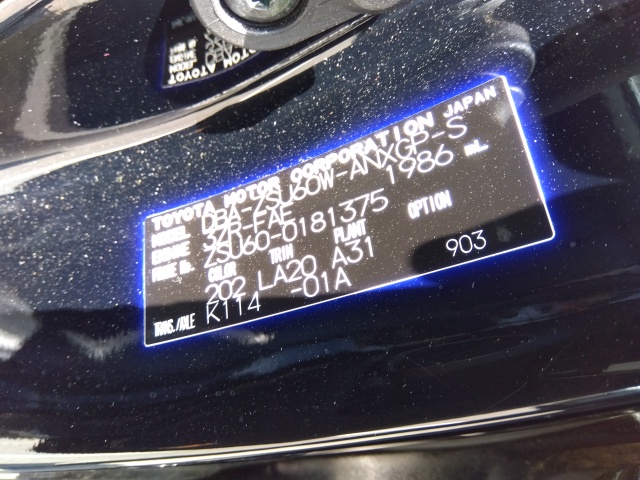 TOYOTA MOTOR CORPORATION JAPAN
MODEL DBA-ZSU60W-ANXGP-S
ENGINE 3ZR-FAE 1986 mL
FRAME No. ZSU60-0181375
COLOR TRIM PLANT OPTION
202 LA20 A31 903
TRANS./AXLE K114 -01A